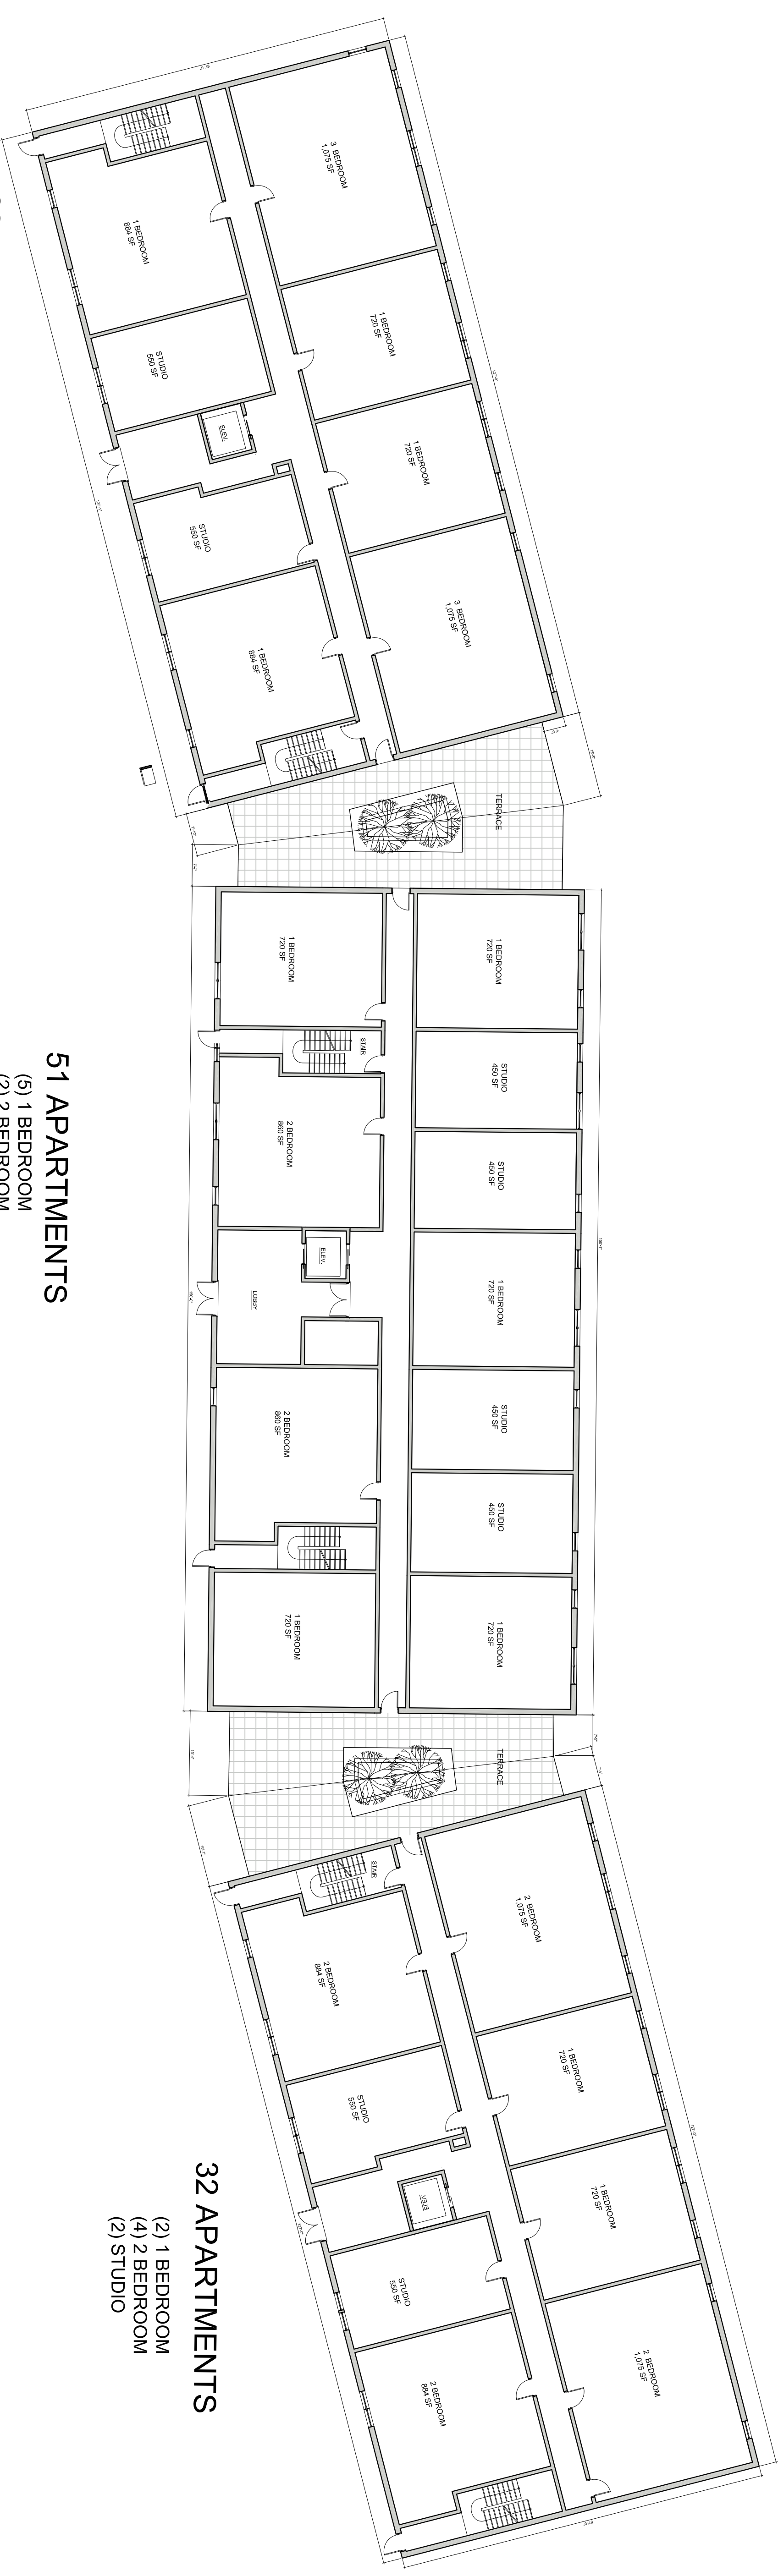 3 BEDROOM
1,075 SF
1 BEDROOM
884 SF
1 BEDROOM
720 SF
STUDIO
550 SF
ELEV.
1 BEDROOM
720 SF
STUDIO
550 SF
3 BEDROOM
1,075 SF
1 BEDROOM
884 SF
TERRACE
1 BEDROOM
720 SF
1 BEDROOM
720 SF
STAIR
STUDIO
450 SF
2 BEDROOM
860 SF
STUDIO
450 SF
ELEV.
LOBBY
1 BEDROOM
720 SF
2 BEDROOM
860 SF
STUDIO
450 SF
STUDIO
450 SF
1 BEDROOM
720 SF
1 BEDROOM
720 SF
51 APARTMENTS
(5) 1 BEDROOM
(2) 2 BEDROOM
TERRACE
STAIR
2 BEDROOM
1,075 SF
2 BEDROOM
884 SF
1 BEDROOM
720 SF
STUDIO
550 SF
ELEV.
1 BEDROOM
720 SF
STUDIO
550 SF
2 BEDROOM
1,075 SF
2 BEDROOM
884 SF
32 APARTMENTS
(2) 1 BEDROOM
(4) 2 BEDROOM
(2) STUDIO